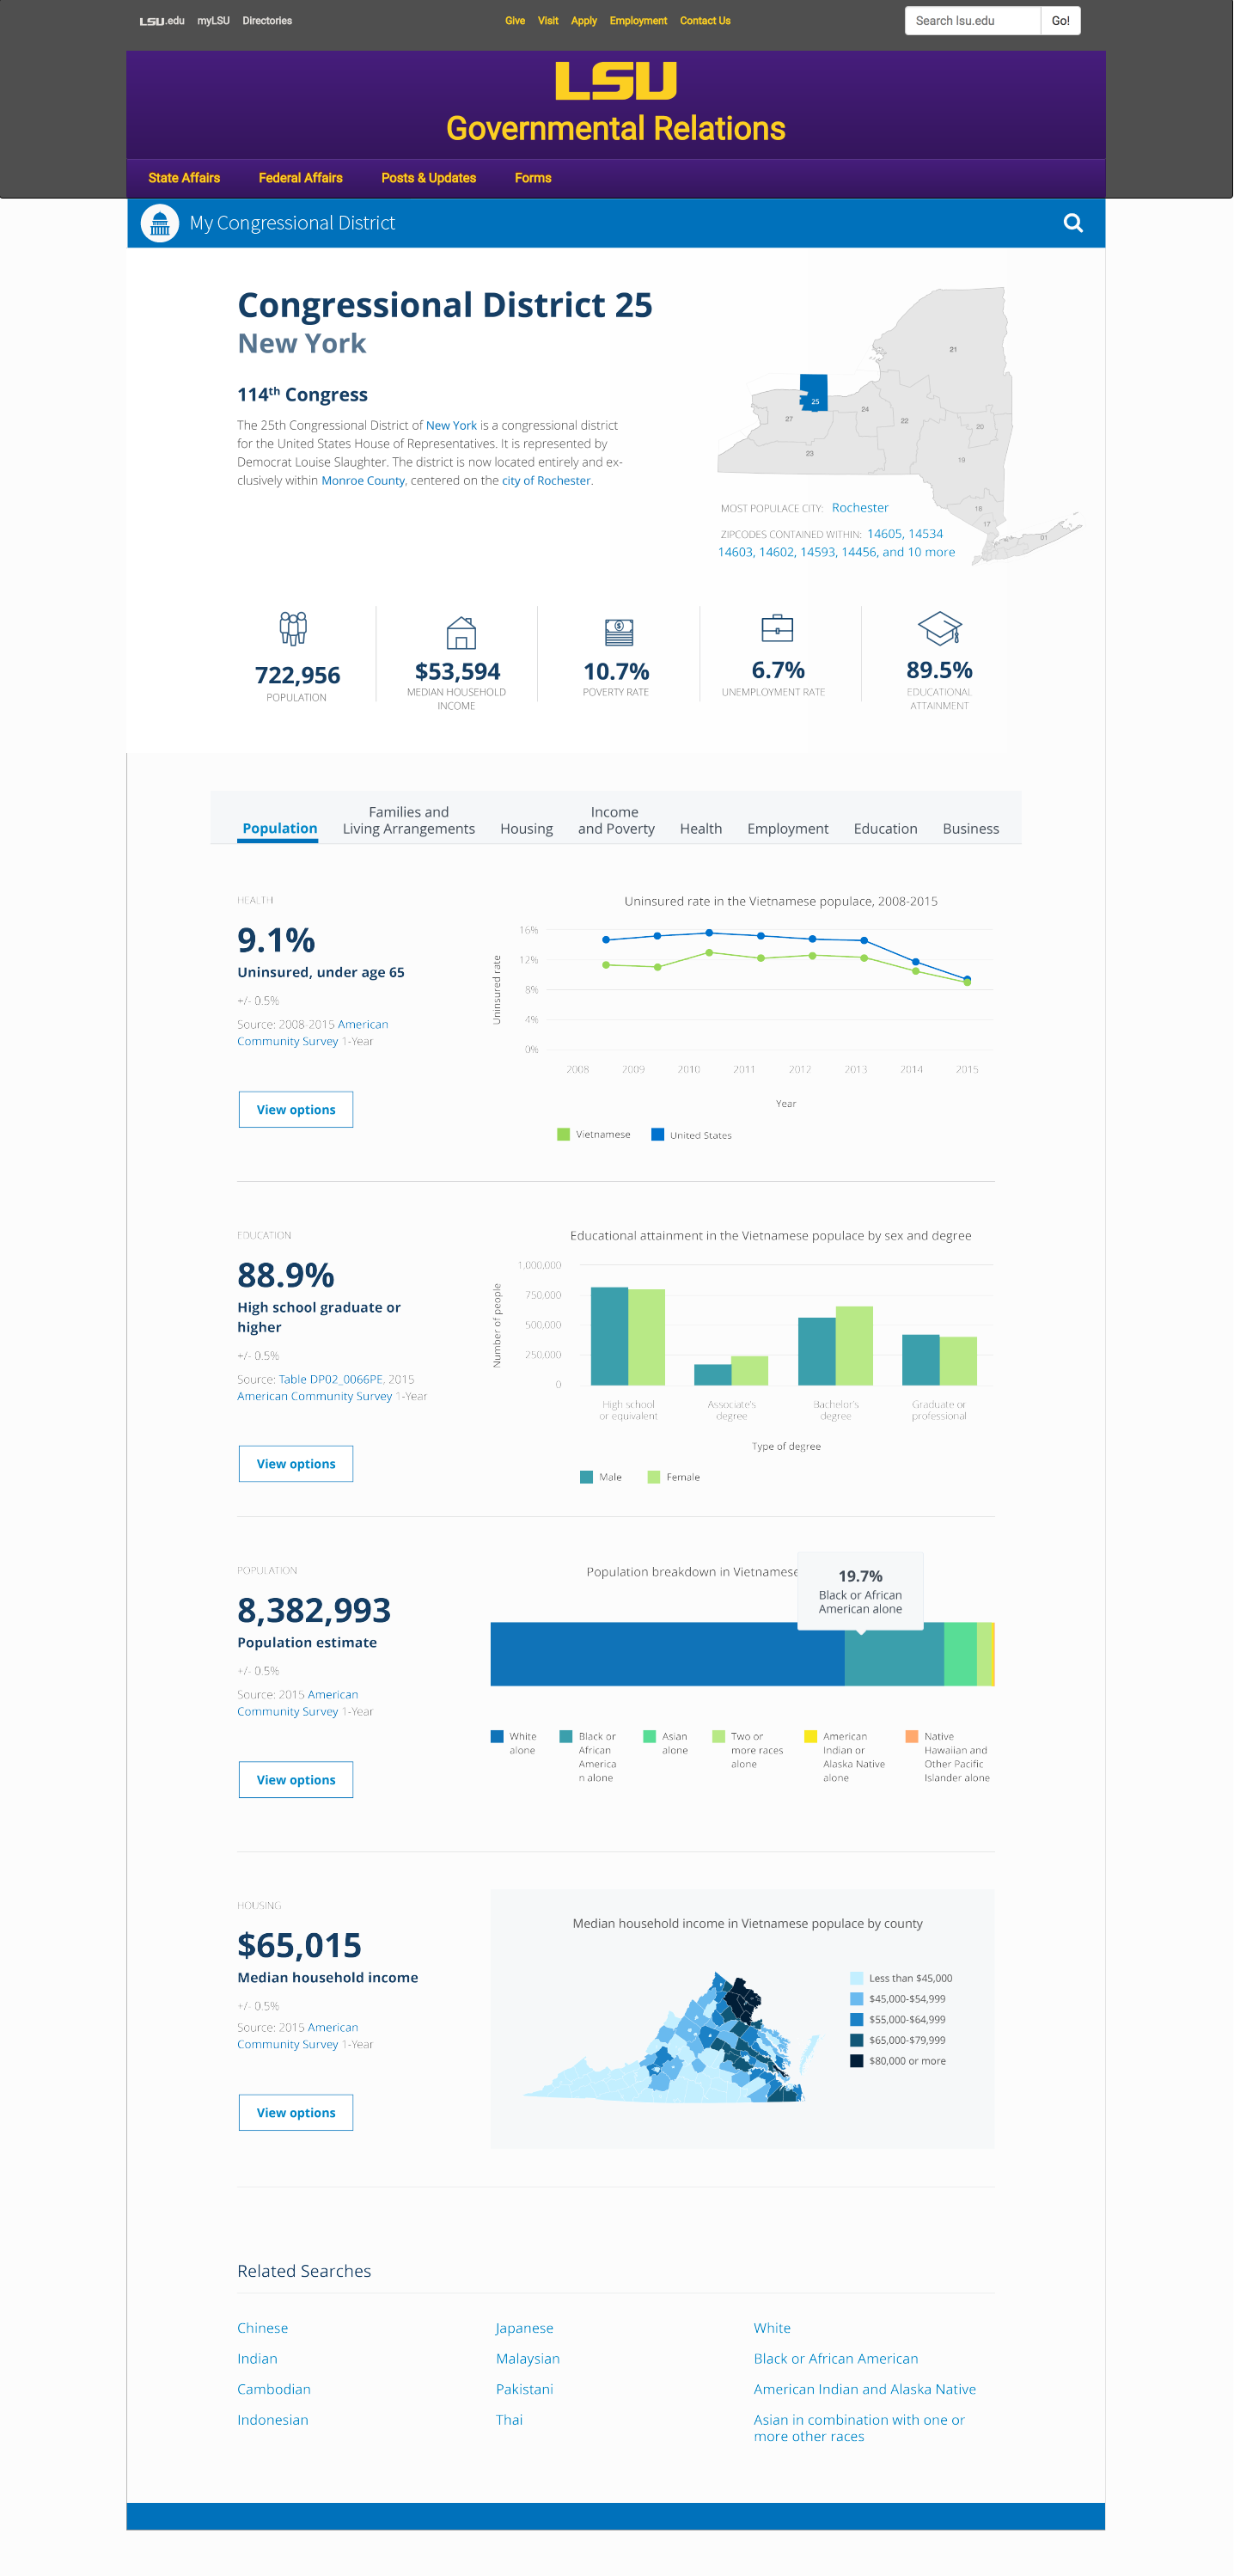 LSU.edu myLSU Directories
Give Visit Apply Employment Contact Us
Search lsu.edu Go!
LSU
Governmental Relations
State Affairs Federal Affairs Posts & Updates Forms
My Congressional District
Congressional District 25
New York
114th Congress
The 25th Congressional District of New York is a congressional district
for the United States House of Representatives. It is represented by
Democrat Louise Slaughter. The district is now located entirely and ex-
clusively within Monroe County, centered on the city of Rochester.
21
25
27
24
22
20
23
19
18
17
01
MOST POPULACE CITY: Rochester
ZIPCODES CONTAINED WITHIN: 14605, 14534
14603, 14602, 14593, 14456, and 10 more
722,956
POPULATION
$53,594
MEDIAN HOUSEHOLD
INCOME
10.7%
POVERTY RATE
6.7%
UNEMPLOYMENT RATE
89.5%
EDUCATIONAL
ATTAINMENT
Population
Families and
Living Arrangements
Housing
Income
and Poverty
Health
Employment
Education
Business
HEALTH
9.1%
Uninsured, under age 65
+/- 0.5%
Source: 2008-2015 American
Community Survey 1-Year
View options
Uninsured rate in the Vietnamese populace, 2008-2015
Uninsured rate
16%
12%
8%
4%
0%
2008 2009 2010 2011 2012 2013 2014 2015
Year
Vietnamese United States
EDUCATION
88.9%
High school graduate or
higher
+/- 0.5%
Source: Table DP02_0066PE, 2015
American Community Survey 1-Year
View options
Educational attainment in the Vietnamese populace by sex and degree
Number of people
1,000,000
750,000
500,000
250,000
0
High school
or equivalent
Associate's
degree
Bachelor's
degree
Graduate or
professional
Type of degree
Male Female
POPULATION
8,382,993
Population estimate
+/- 0.5%
Source: 2015 American
Community Survey 1-Year
View options
Population breakdown in Vietnamese
19.7%
Black or African
American alone
White
alone
Black or
African
America
n alone
Asian
alone
Two or
more races
alone
American
Indian or
Alaska Native
alone
Native
Hawaiian and
Other Pacific
Islander alone
HOUSING
$65,015
Median household income
+/- 0.5%
Source: 2015 American
Community Survey 1-Year
View options
Median household income in Vietnamese populace by county
Less than $45,000
$45,000-$54,999
$55,000-$64,999
$65,000-$79,999
$80,000 or more
Related Searches
Chinese
Indian
Cambodian
Indonesian
Japanese
Malaysian
Pakistani
Thai
White
Black or African American
American Indian and Alaska Native
Asian in combination with one or
more other races